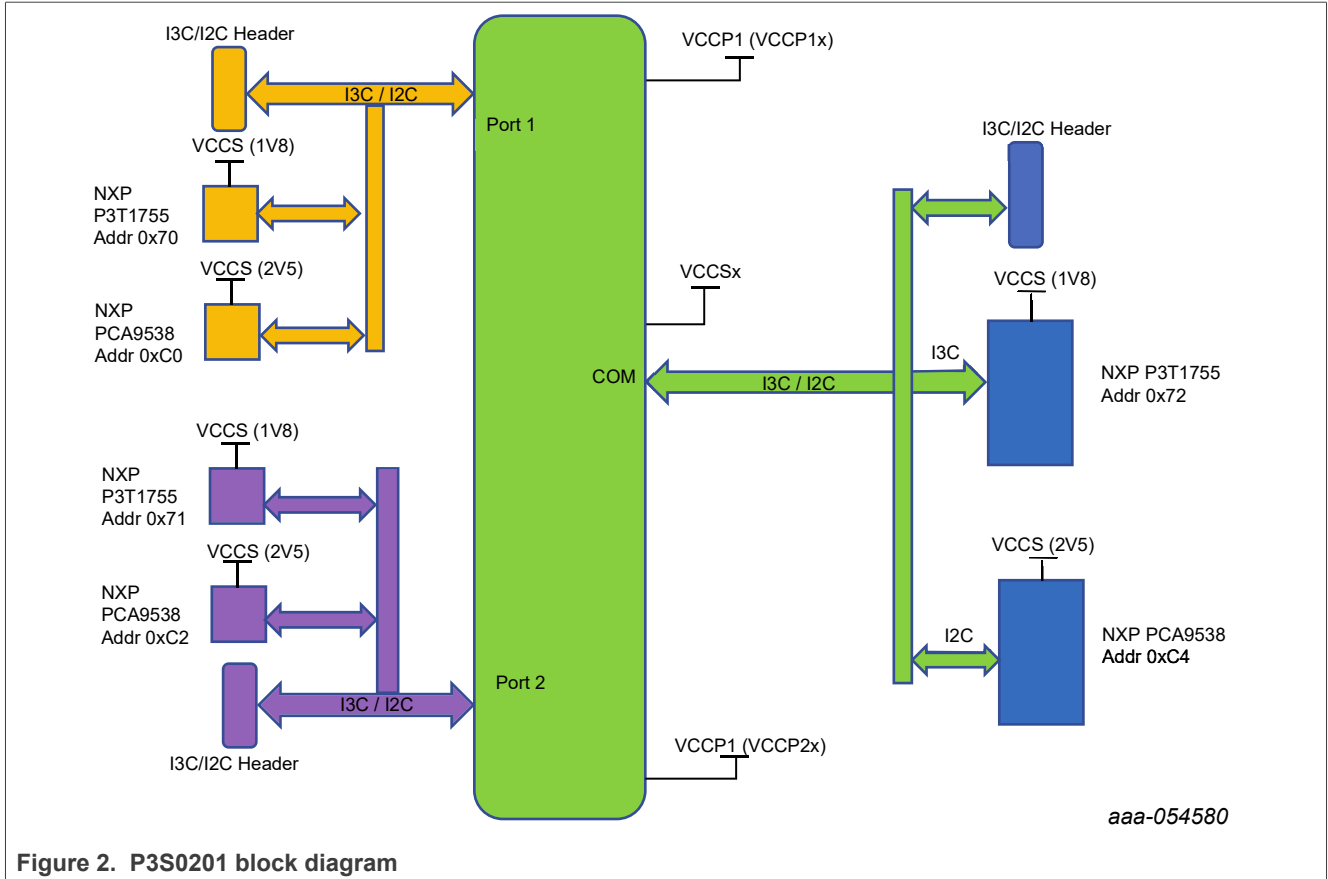 I3C/I2C Header
I3C / I2C
VCCS (1V8)
NXP
P3T1755
Addr 0x70
VCCS (2V5)
NXP
PCA9538
Addr 0xC0
VCCS (1V8)
NXP
P3T1755
Addr 0x71
VCCS (2V5)
NXP
PCA9538
Addr 0xC2
I3C / I2C
I3C/I2C Header
Port 1
COM
Port 2
VCCP1 (VCCP1x)
VCCSx
I3C / I2C
VCCP1 (VCCP2x)
I3C/I2C Header
VCCS (1V8)
I3C
NXP P3T1755
Addr 0x72
VCCS (2V5)
I2C
NXP PCA9538
Addr 0xC4
aaa-054580
Figure 2. P3S0201 block diagram